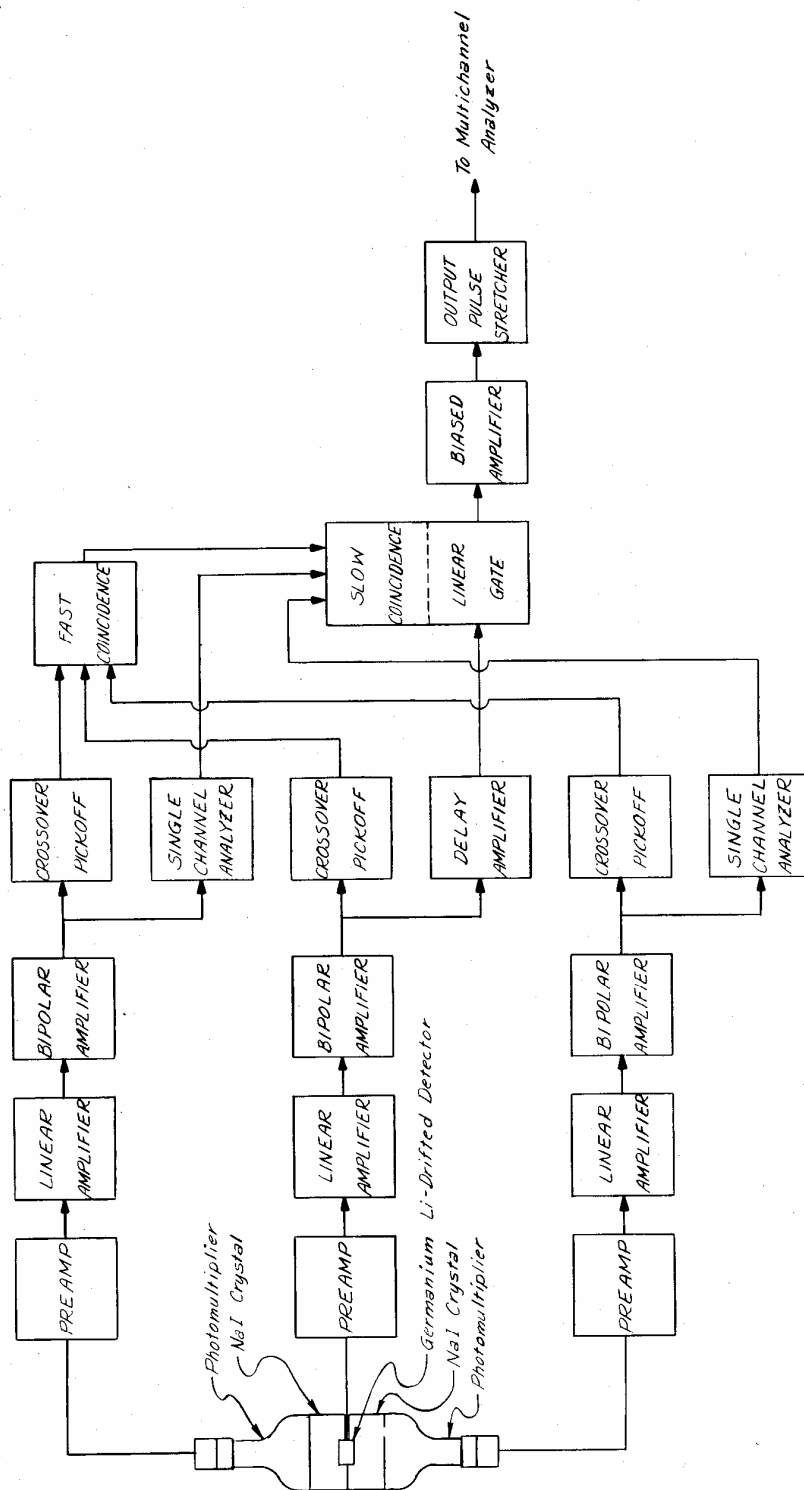 Photomultiplier
NaI Crystal
Germanium Li-Drifted Detector
NaI Crystal
Photomultiplier
PREAMP
LINEAR
AMPLIFIER
BIPOLAR
AMPLIFIER
CROSSOVER
PICKOFF
SINGLE
CHANNEL
ANALYZER
PREAMP
LINEAR
AMPLIFIER
BIPOLAR
AMPLIFIER
CROSSOVER
PICKOFF
DELAY
AMPLIFIER
PREAMP
LINEAR
AMPLIFIER
BIPOLAR
AMPLIFIER
CROSSOVER
PICKOFF
SINGLE
CHANNEL
ANALYZER
FAST
COINCIDENCE
SLOW
COINCIDENCE
LINEAR
GATE
BIASED
AMPLIFIER
OUTPUT
PULSE
STRETCHER
To Multichannel
Analyzer